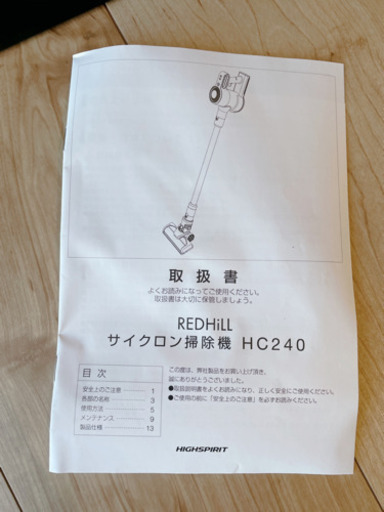 取扱書
よくお読みになってご使用ください。
取扱書は大切に保管しましょう。
REDHiLL
サイクロン掃除機 HC240
目次
安全上のご注意 1
各部の名称 3
使用方法 5
メンテナンス 9
製品仕様 13
この度は、弊社製品をお買い上げ頂き、
誠にありがとうございました。
●取扱説明書をよくお読みになり、正しく安全にご使用ください。
●ご使用の前に「安全上のご注意」を必ずお読みください。
HIGHSPIRIT